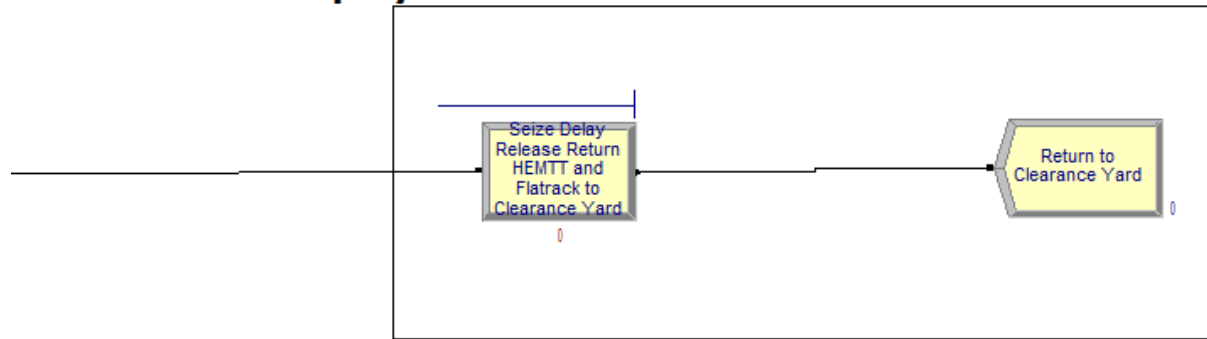 Seize Delay
Release Return
HEMTT and
Flatrack to
Clearance Yard
0
Return to
Clearance Yard
0